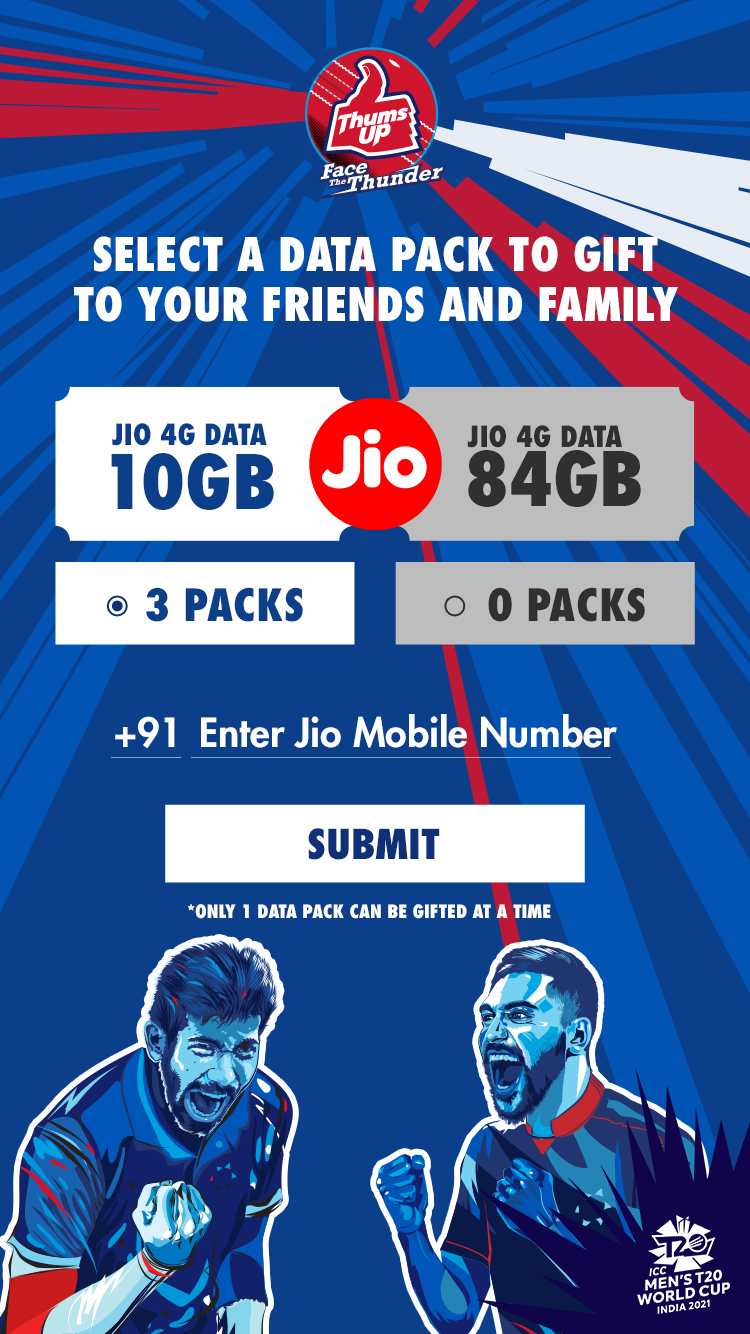 Thums
UP
Face
The Thunder
SELECT A DATA PACK TO GIFT
TO YOUR FRIENDS AND FAMILY
JIO 4G DATA
10GB
Jio
JIO 4G DATA
84GB
3 PACKS
0 PACKS
+91 Enter Jio Mobile Number
SUBMIT
*ONLY 1 DATA PACK CAN BE GIFTED AT A TIME
T20
ICC
MEN'S T20
WORLD CUP
INDIA 2021